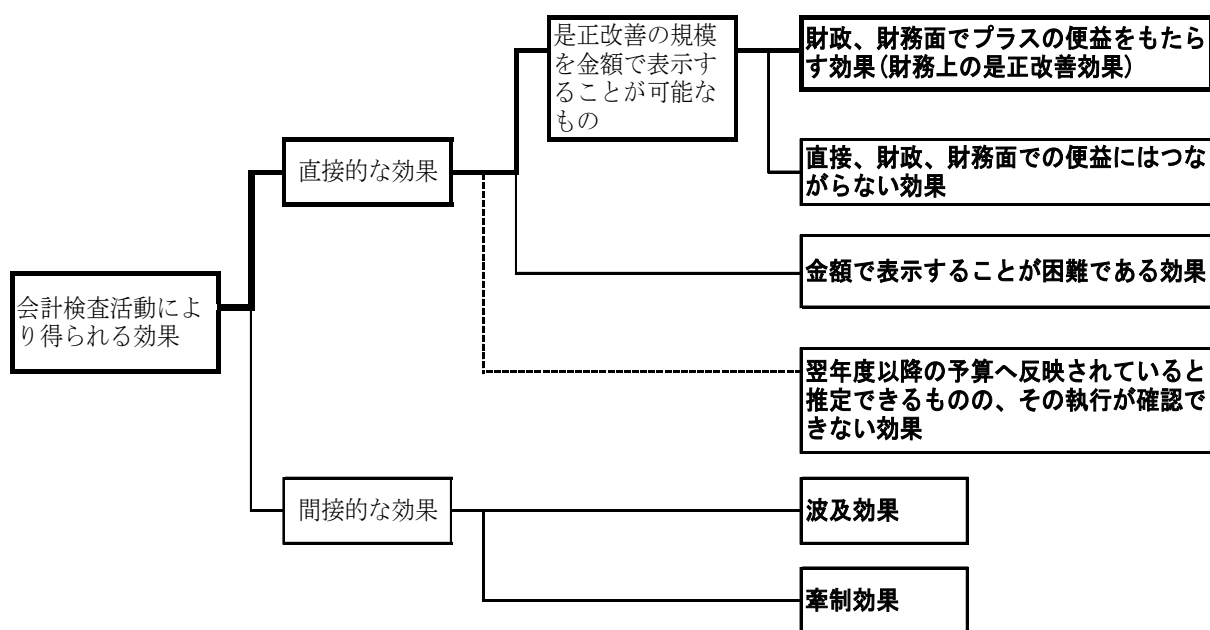 会計検査活動によ
り得られる効果
直接的な効果
是正改善の規模
を金額で表示す
ることが可能な
もの
財政、財務面でプラスの便益をもたら
す効果(財務上の是正改善効果)
直接、財政、財務面での便益にはつな
がらない効果
金額で表示することが困難である効果
翌年度以降の予算へ反映されていると
推定できるものの、その執行が確認で
きない効果
間接的な効果
波及効果
牽制効果